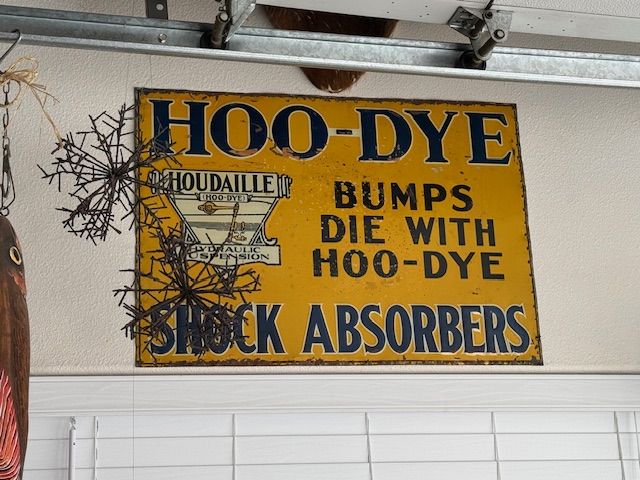 HOO-DYE
HOUDAILLE
(HOO-DYE)
HYDRAULIC
SUSPENSION
BUMPS
DIE WITH
HOO-DYE
SHOCK ABSORBERS.